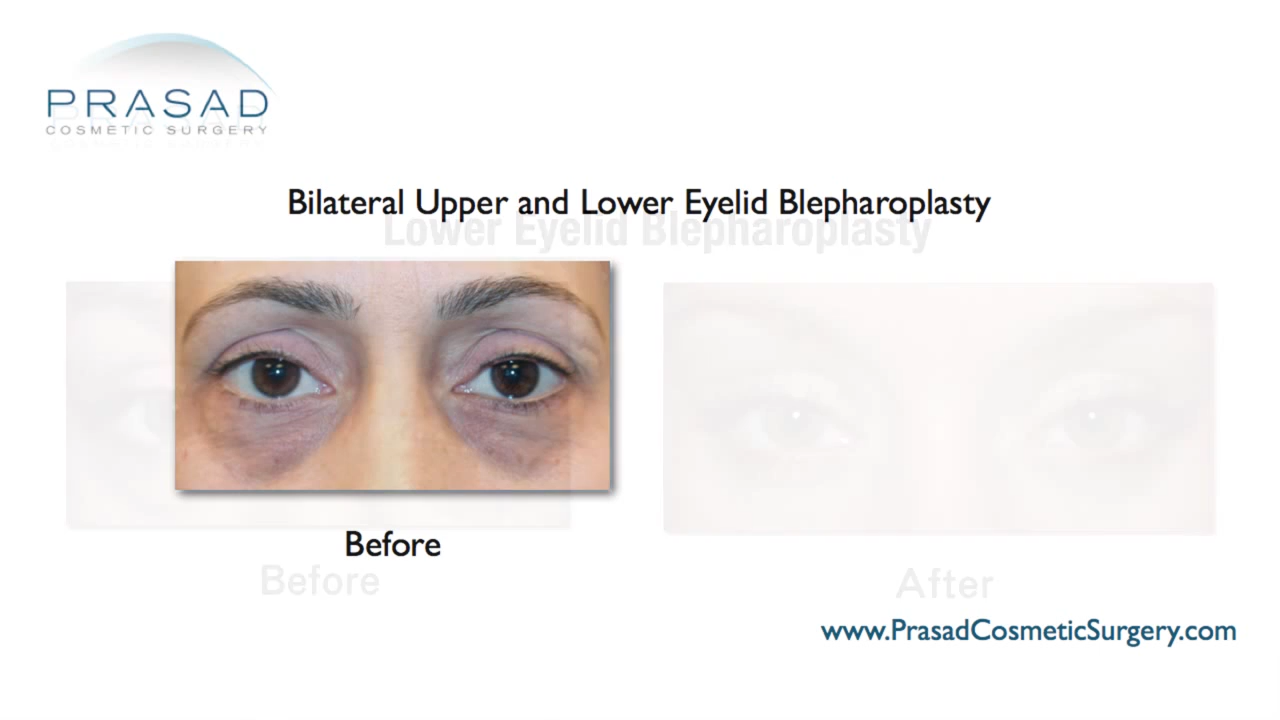 PRASAD
COSMETIC SURGERY
Bilateral Upper and Lower Eyelid Blepharoplasty
Lower Eyelid Blepharoplasty
Before
Before
After
www.PrasadCosmeticSurgery.com